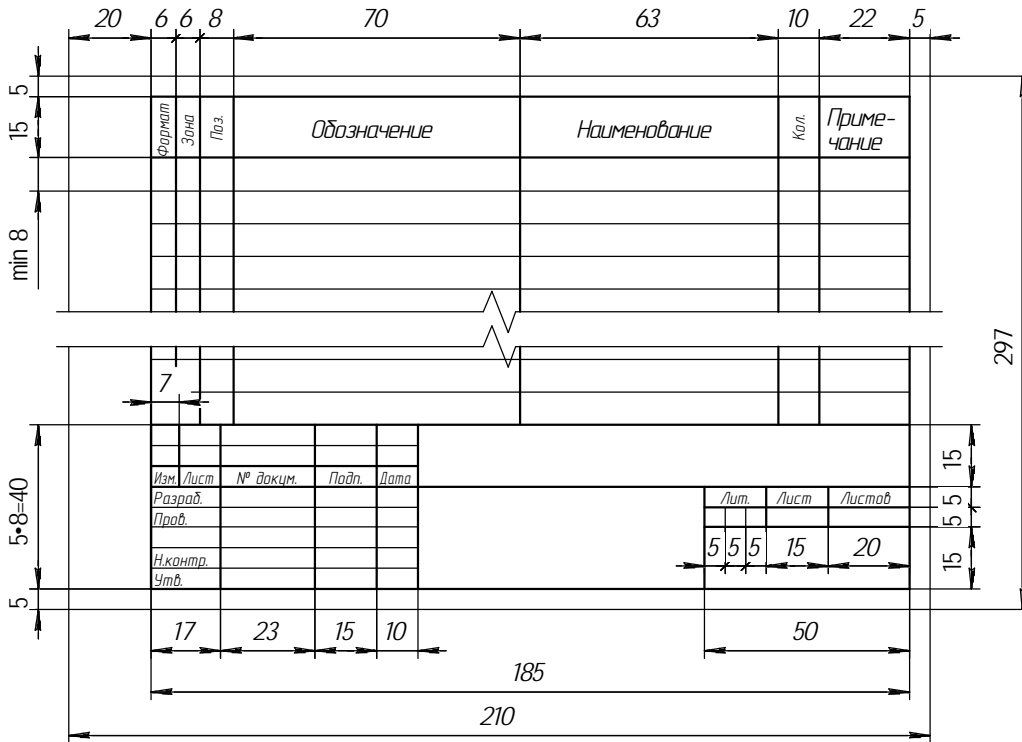 20 6 6 8 70 63 10 22 5
5
15
Формат Зона Поз. Обозначение Наименование Кол. Приме-
чание
min 8
297
7
5•8=40
15
Изм. Лист № докум. Подп. Дата
Разраб. Лит. Лист Листов 5
Пров. 5
5 5 5 15 20 15
Н.контр.
Утв.
5
17 23 15 10 50
185
210